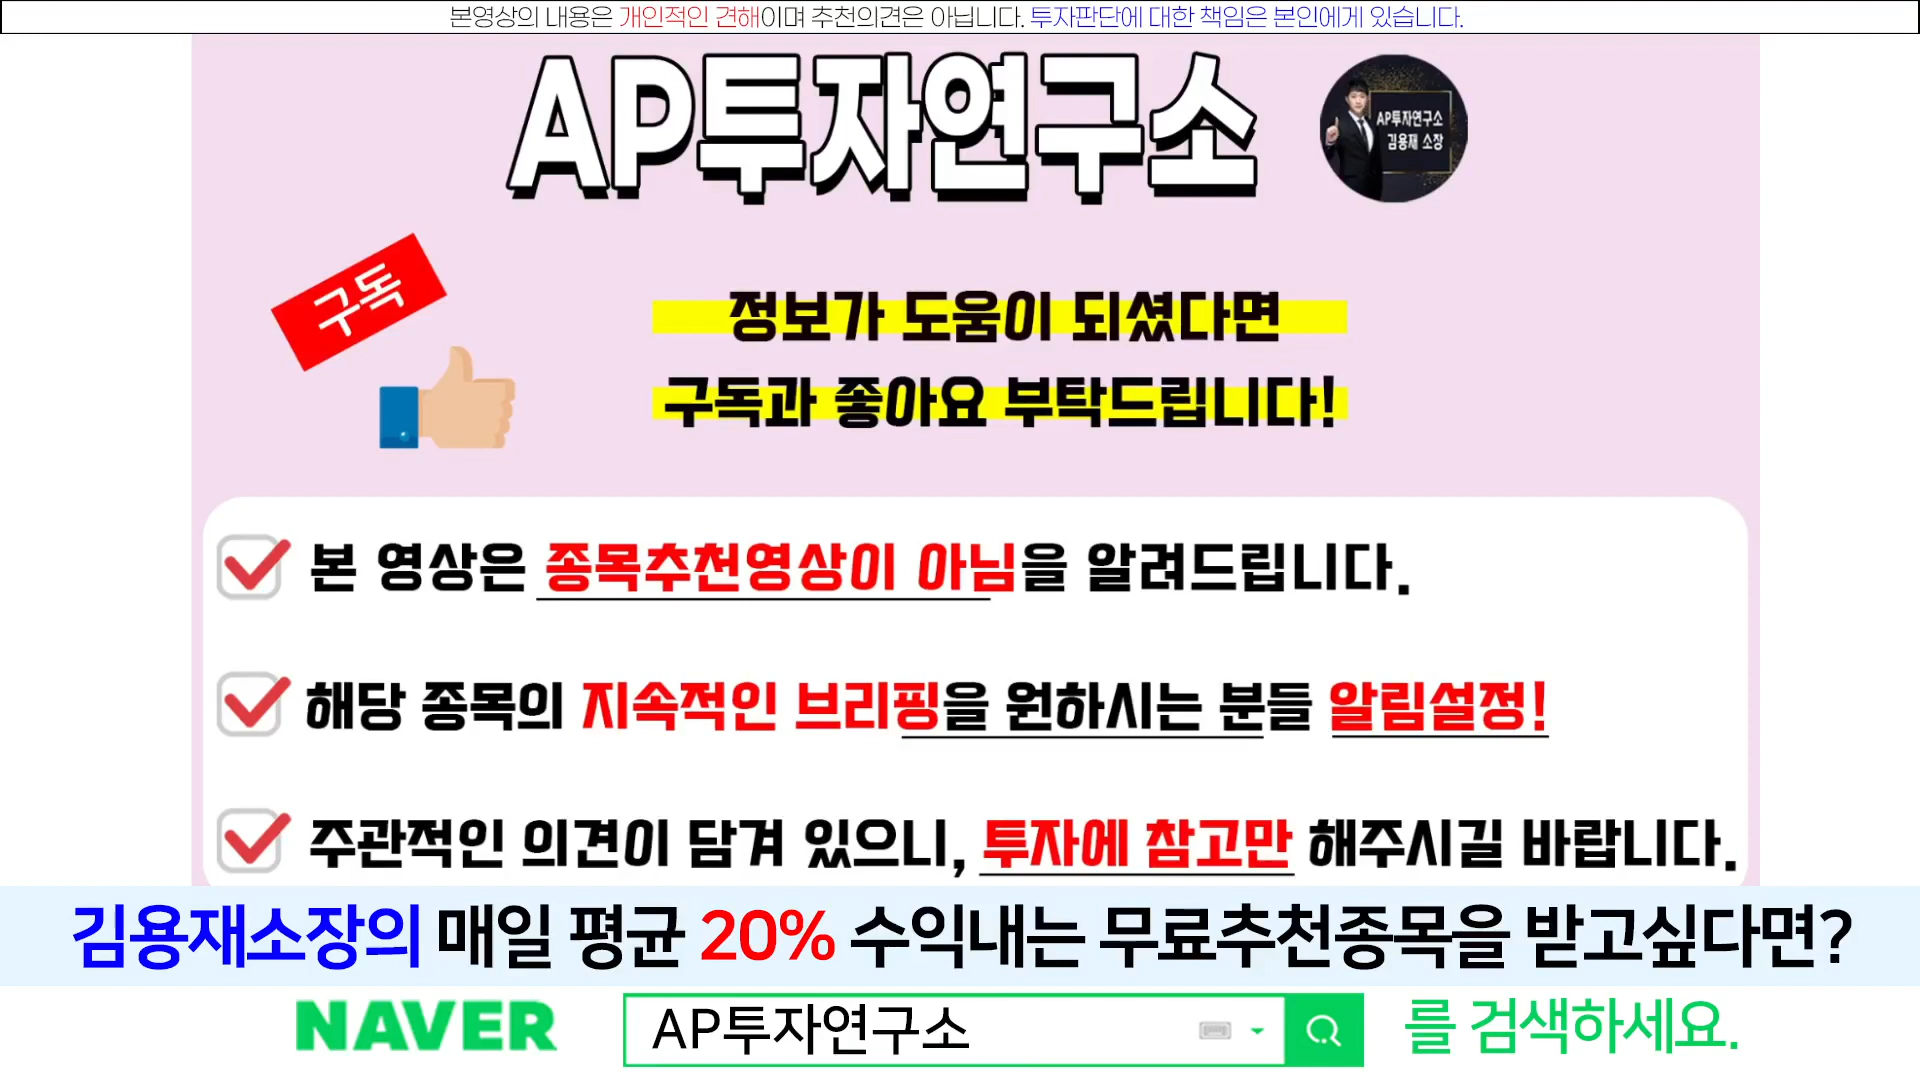 본영상의 내용은 개인적인 견해이며 추천의견은 아닙니다. 투자판단에 대한 책임은 본인에게 있습니다.
AP투자연구소
AP투자연구소
김용재 소장
구독
정보가 도움이 되셨다면
구독과 좋아요 부탁드립니다!
본 영상은 종목추천영상이 아님을 알려드립니다.
해당 종목의 지속적인 브리핑을 원하시는 분들 알림설정!
주관적인 의견이 담겨 있으니, 투자에 참고만 해주시길 바랍니다.
김용재소장의 매일 평균 20% 수익내는 무료추천종목을 받고싶다면?
NAVER AP투자연구소 를 검색하세요.